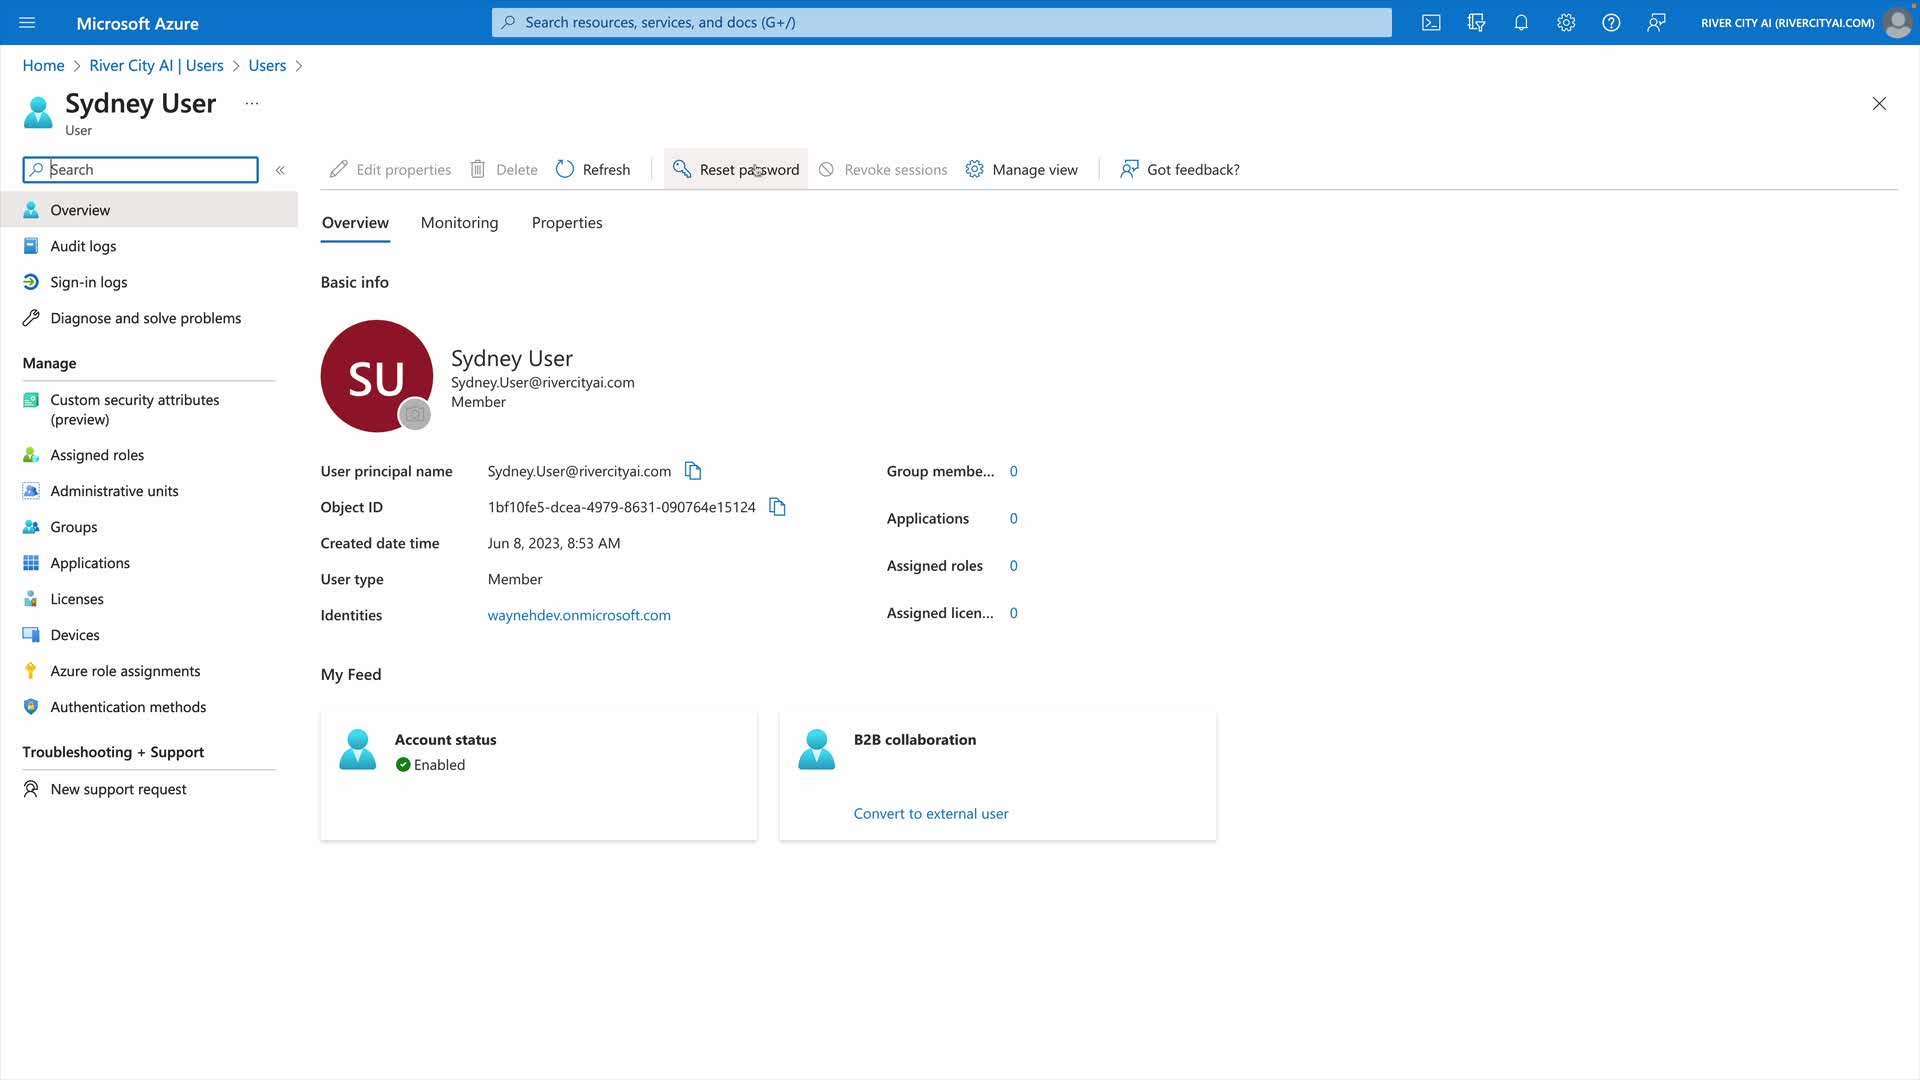 Microsoft Azure
Search resources, services, and docs (G+/)
RIVER CITY AI (RIVERCITYAI.COM)
Home > River City AI | Users > Users >
Sydney User ...
User
Search «
Edit properties Delete Refresh Reset password Revoke sessions Manage view Got feedback?
Overview
Audit logs
Sign-in logs
Diagnose and solve problems
Manage
Custom security attributes
(preview)
Assigned roles
Administrative units
Groups
Applications
Licenses
Devices
Azure role assignments
Authentication methods
Troubleshooting + Support
New support request
Overview Monitoring Properties
Basic info
SU
Sydney User
Sydney.User@rivercityai.com
Member
User principal name Sydney.User@rivercityai.com
Object ID 1bf10fe5-dcea-4979-8631-090764e15124
Created date time Jun 8, 2023, 8:53 AM
User type Member
Identities waynehdev.onmicrosoft.com
Group membe... 0
Applications 0
Assigned roles 0
Assigned licen... 0
My Feed
Account status
Enabled
B2B collaboration
Convert to external user